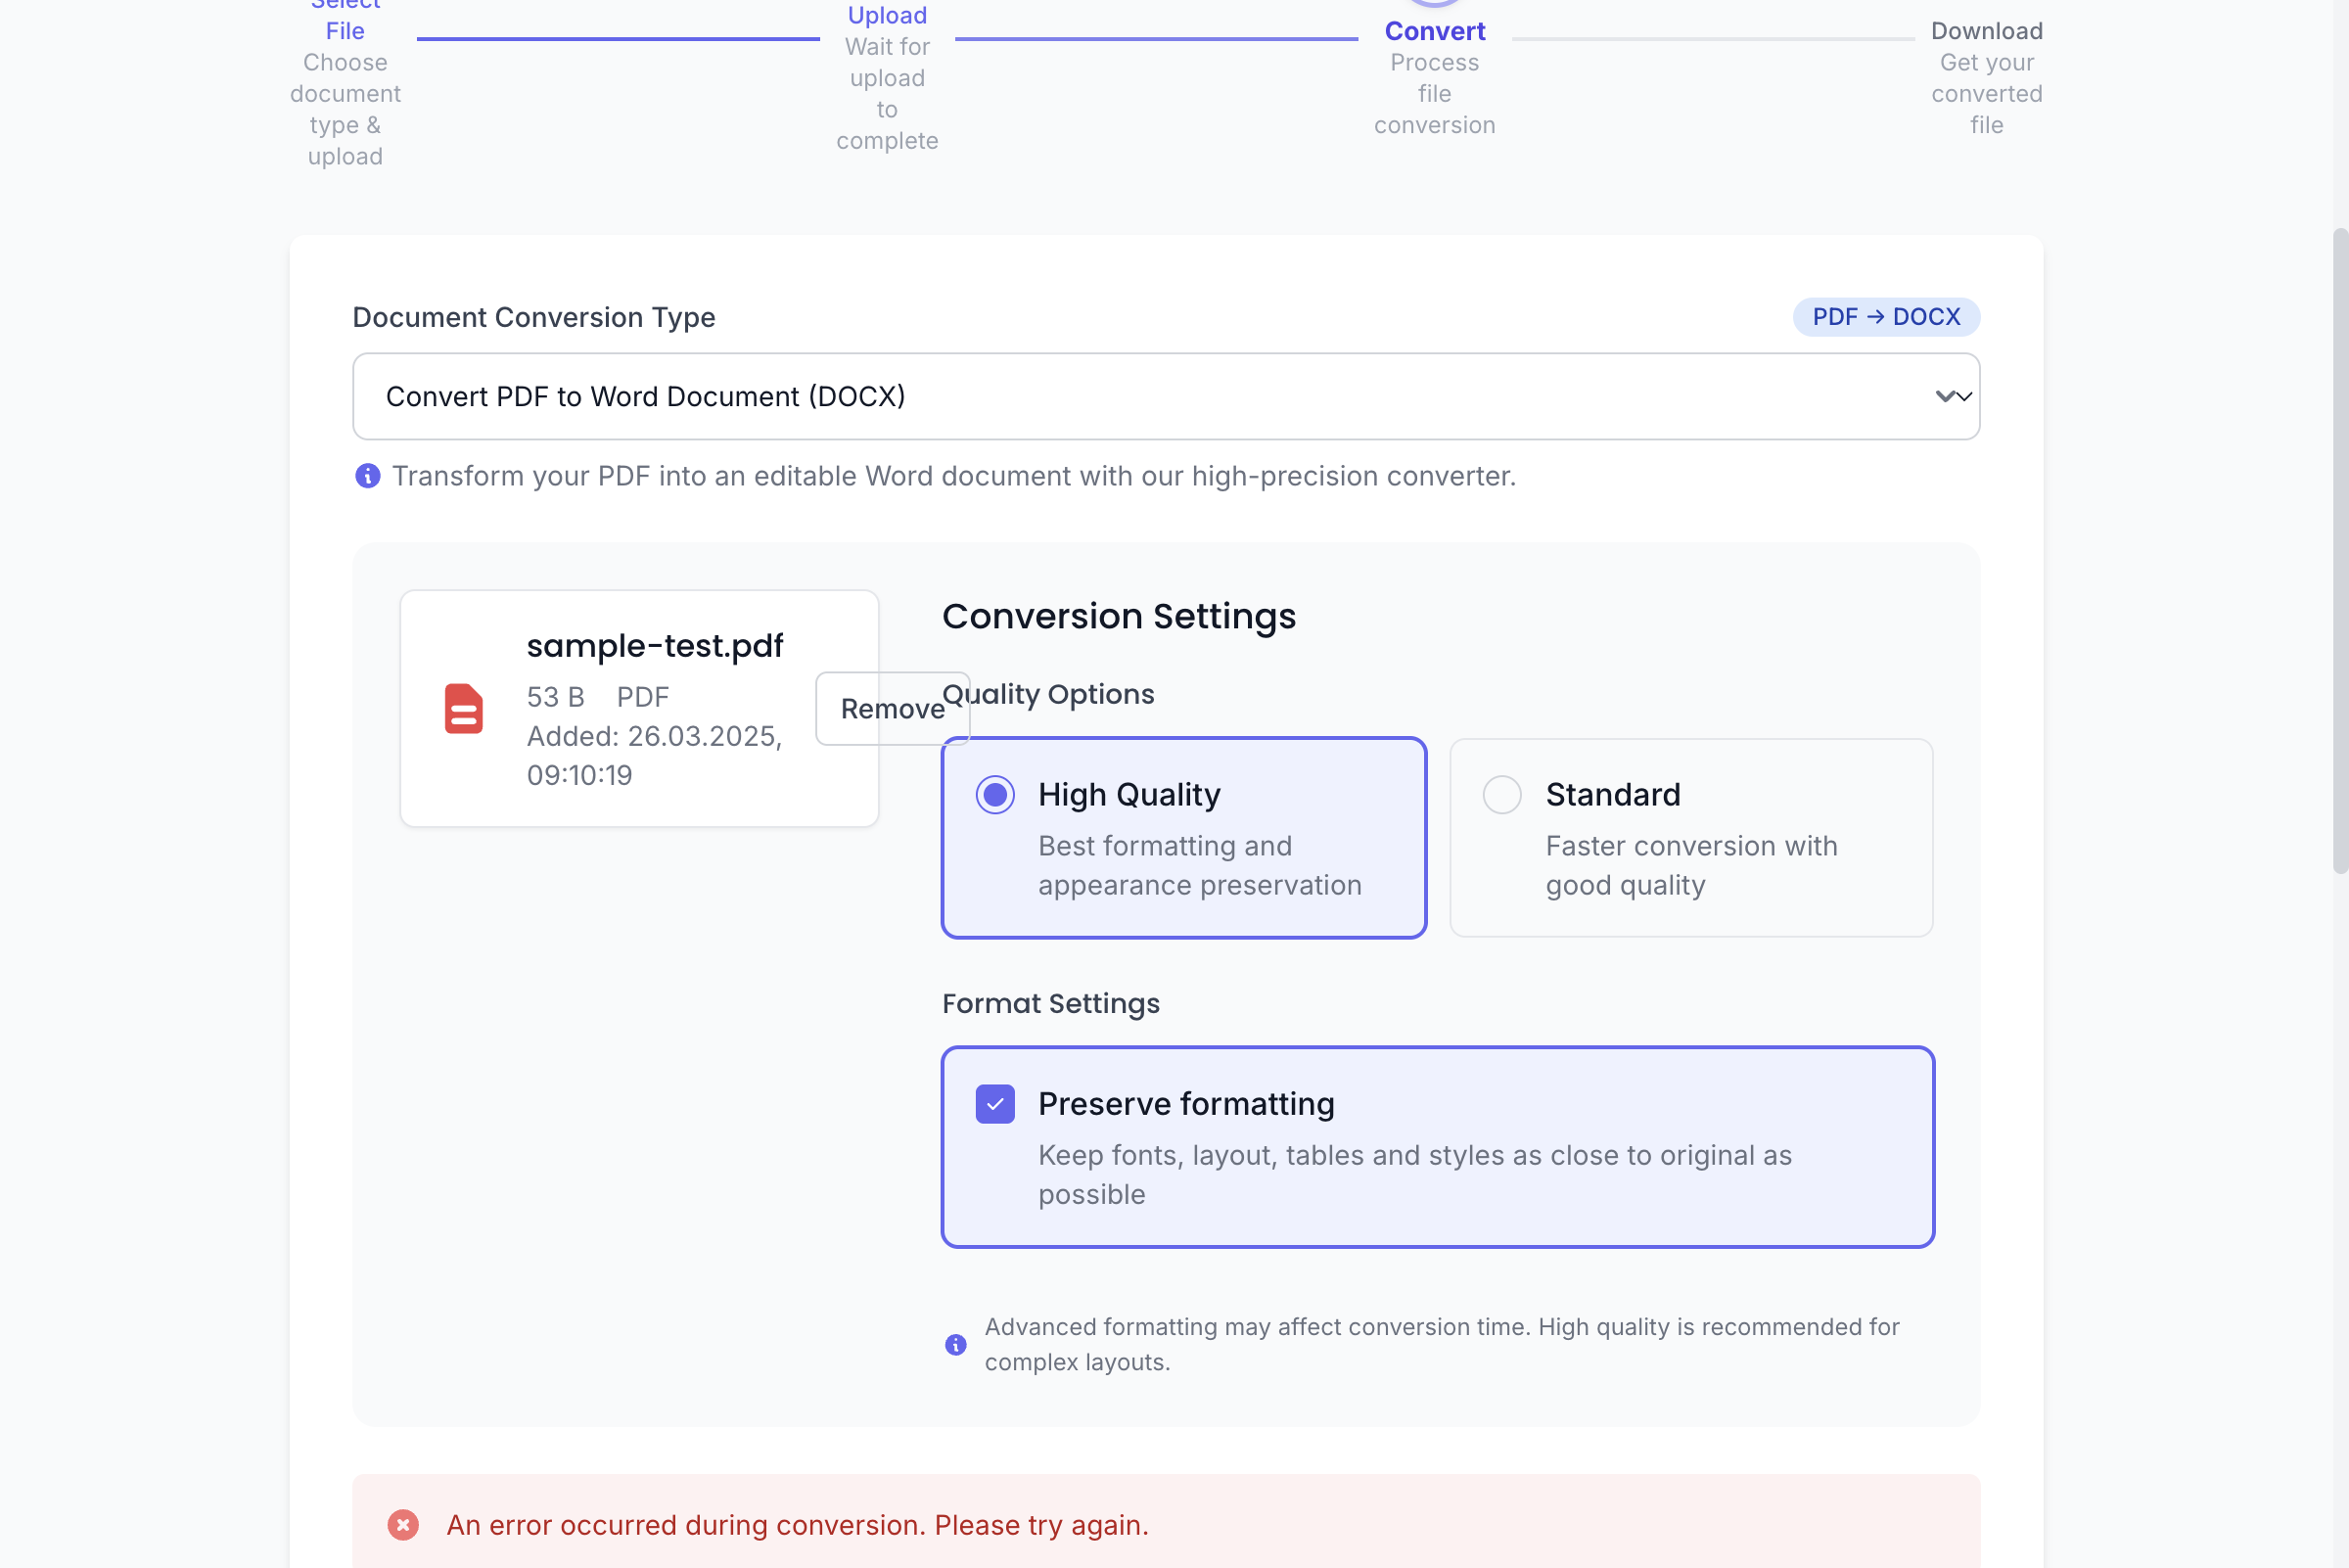 Select
File
Choose
document
type &
upload
Upload
Wait for
upload
to
complete
Convert
Process
file
conversion
Download
Get your
converted
file
Document Conversion Type
PDF → DOCX
Convert PDF to Word Document (DOCX)
Transform your PDF into an editable Word document with our high-precision converter.
sample-test.pdf
53 B PDF
Added: 26.03.2025,
09:10:19
Remove
Conversion Settings
Quality Options
High Quality
Best formatting and
appearance preservation
Standard
Faster conversion with
good quality
Format Settings
Preserve formatting
Keep fonts, layout, tables and styles as close to original as
possible
Advanced formatting may affect conversion time. High quality is recommended for
complex layouts.
An error occurred during conversion. Please try again.